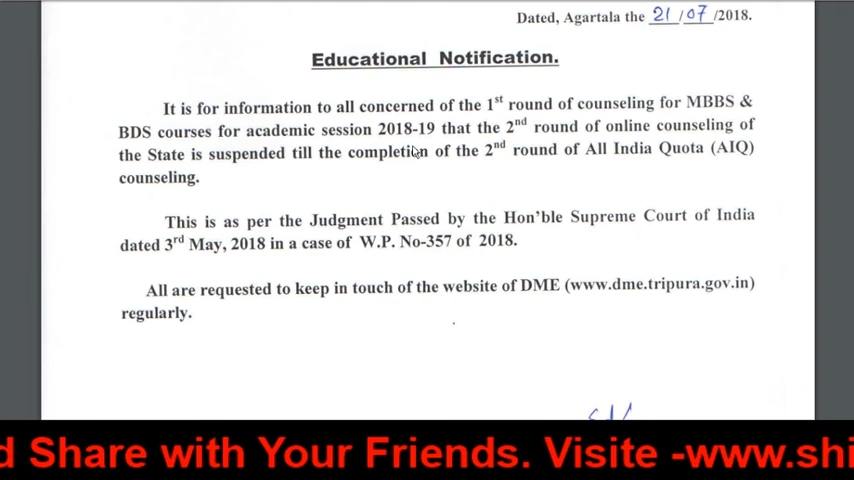 Dated, Agartala the 21/07/2018.
Educational Notification.
It is for information to all concerned of the 1st round of counseling for MBBS &
BDS courses for academic session 2018-19 that the 2nd round of online counseling of
the State is suspended till the completion of the 2nd round of All India Quota (AIQ)
counseling.
This is as per the Judgment Passed by the Hon'ble Supreme Court of India
dated 3rd May, 2018 in a case of W.P. No-357 of 2018.
All are requested to keep in touch of the website of DME (www.dme.tripura.gov.in)
regularly.
d Share with Your Friends. Visite -www.shi